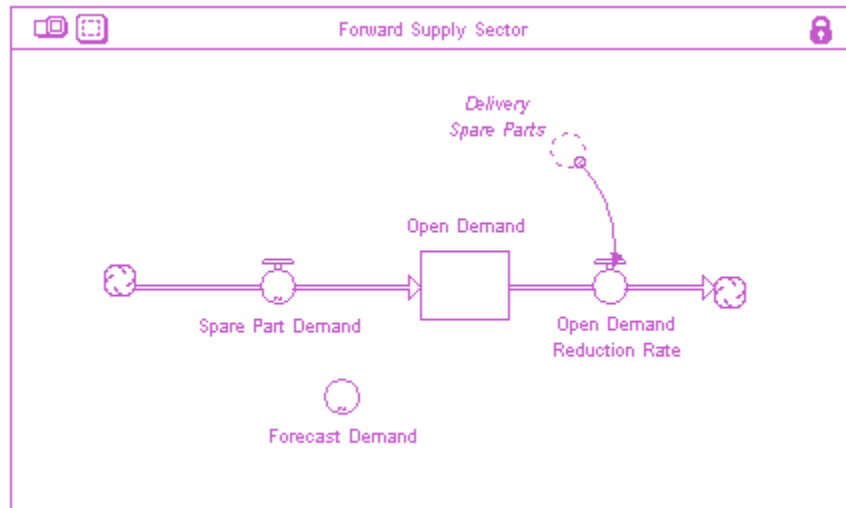 Forward Supply Sector
Delivery
Spare Parts
Open Demand
Spare Part Demand
Open Demand
Reduction Rate
Forecast Demand